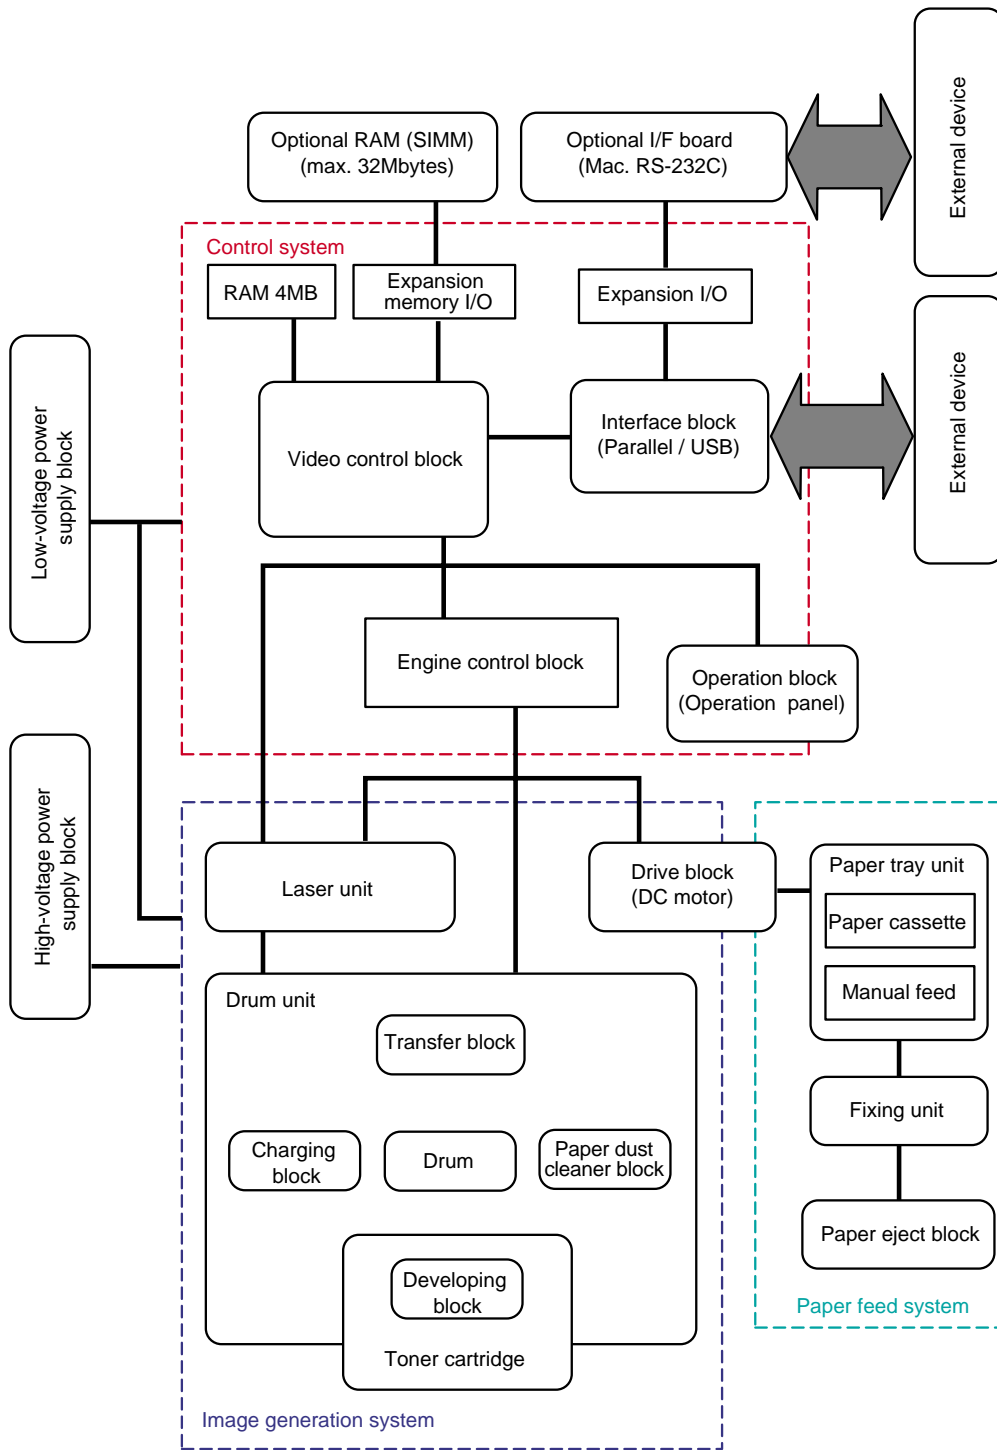 External device
Optional RAM (SIMM)
(max. 32Mbytes)
Optional I/F board
(Mac. RS-232C)
Control system
RAM 4MB
Expansion
memory I/O
Expansion I/O
External device
Low-voltage power
supply block
Video control block
Interface block
(Parallel / USB)
Engine control block
Operation block
(Operation panel)
High-voltage power
supply block
Laser unit
Drive block
(DC motor)
Paper tray unit
Paper cassette
Manual feed
Drum unit
Transfer block
Fixing unit
Charging
block
Drum
Paper dust
cleaner block
Paper eject block
Developing
block
Toner cartridge
Paper feed system
Image generation system